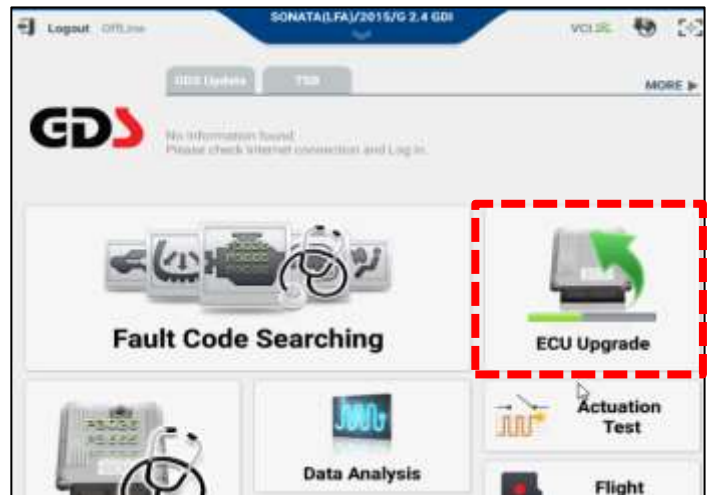 Logout OffLine
SONATA(LFA)/2015/G 2.4 GDI
VCI
GDS Update
TSB
MORE
GDS
No information found.
Please check internet connection and Log in.
Fault Code Searching
ECU Upgrade
Data Analysis
Actuation
Test
Flight